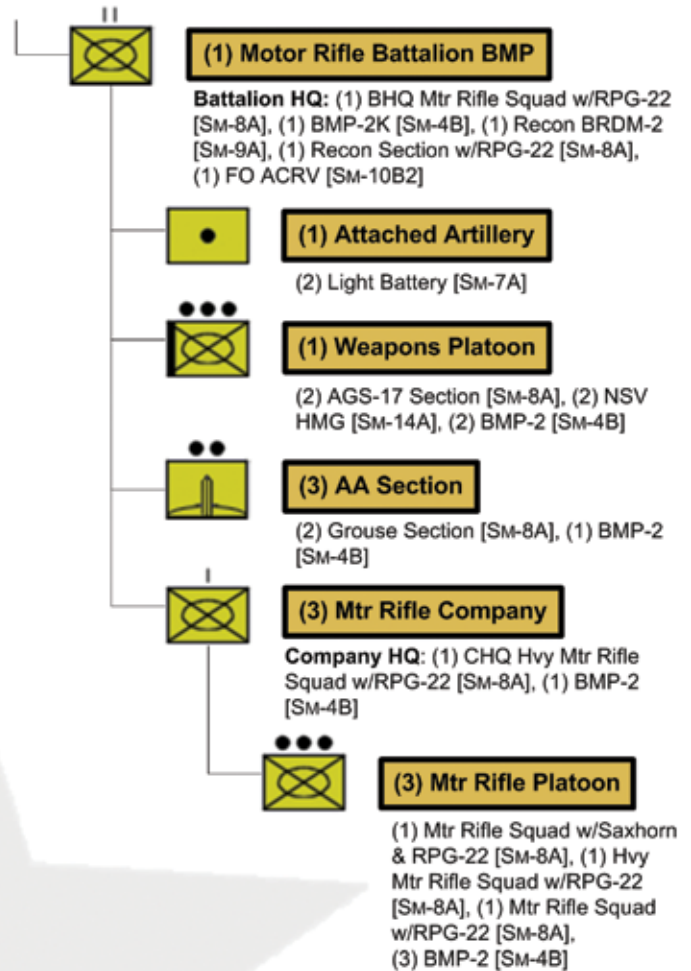 (1) Motor Rifle Battalion BMP
Battalion HQ: (1) BHQ Mtr Rifle Squad w/RPG-22
[SM-8A], (1) BMP-2K [SM-4B], (1) Recon BRDM-2
[SM-9A], (1) Recon Section w/RPG-22 [SM-8A],
(1) FO ACRV [SM-10B2]
(1) Attached Artillery
(2) Light Battery [SM-7A]
(1) Weapons Platoon
(2) AGS-17 Section [SM-8A], (2) NSV
HMG [SM-14A], (2) BMP-2 [SM-4B]
(3) AA Section
(2) Grouse Section [SM-8A], (1) BMP-2
[SM-4B]
(3) Mtr Rifle Company
Company HQ: (1) CHQ Hvy Mtr Rifle
Squad w/RPG-22 [SM-8A], (1) BMP-2
[SM-4B]
(3) Mtr Rifle Platoon
(1) Mtr Rifle Squad w/Saxhorn
& RPG-22 [SM-8A], (1) Hvy
Mtr Rifle Squad w/RPG-22
[SM-8A], (1) Mtr Rifle Squad
w/RPG-22 [SM-8A],
(3) BMP-2 [SM-4B]